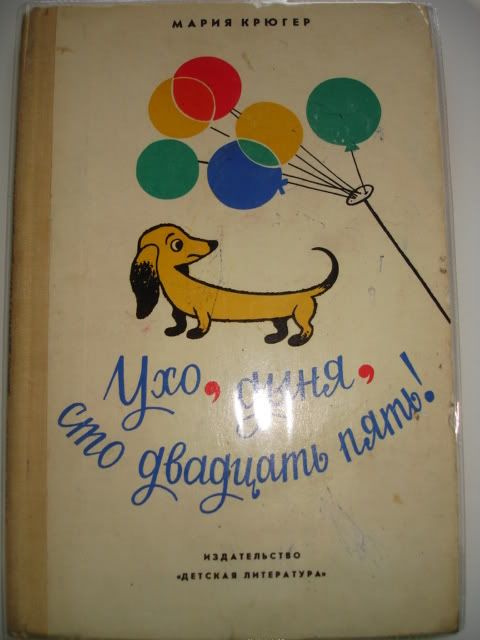 МАРИЯ КРЮГЕР
Ухо, дыня,
сто двадцать пять!
ИЗДАТЕЛЬСТВО
«ДЕТСКАЯ ЛИТЕРАТУРА»